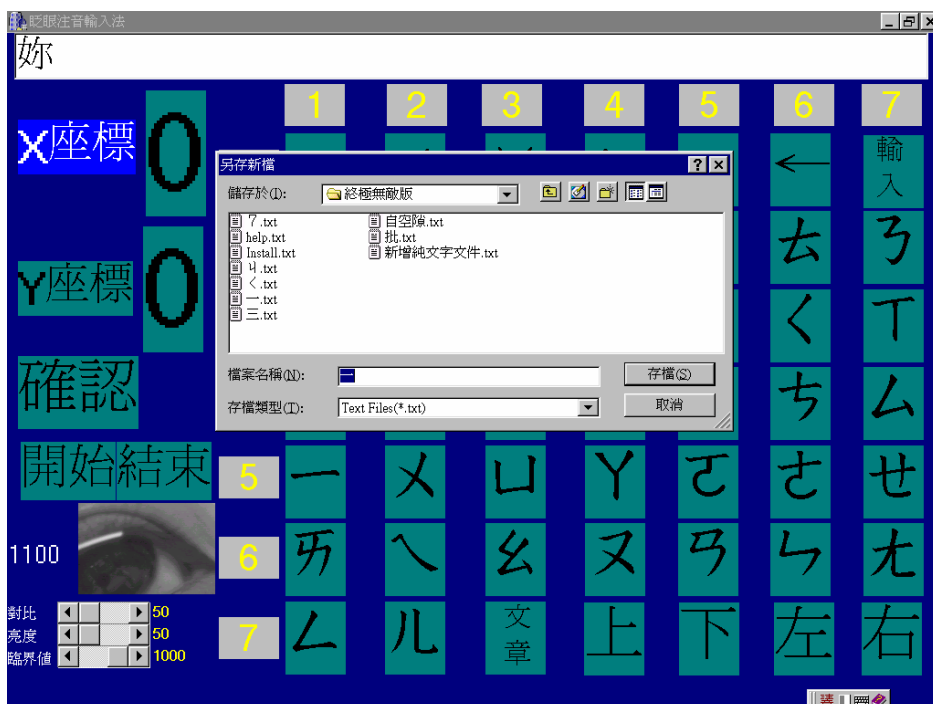 眨眼注音輸入法
妳
1 2 3 4 5 6 7
X座標 0
← 輸入
另存新檔
儲存於(I): 終極無敵版
7.txt 自空隙.txt
help.txt 批.txt
Install.txt 新增純文字文件.txt
ㄐ.txt
ㄑ.txt
一.txt
三.txt
檔案名稱(N): 一 存檔(S)
存檔類型(T): Text Files(*.txt) 取消
ㄊ ㄋ
Y座標 0
ㄑ ㄒ
確認
ㄘ ㄙ
開始 結束
5 ㄧ ㄨ ㄩ ㄚ ㄛ ㄜ ㄝ
1100
6 ㄞ ㄟ ㄠ ㄡ ㄢ ㄣ ㄤ
7 ㄥ ㄦ 文章 上 下 左 右
對比 50
亮度 50
臨界值 1000